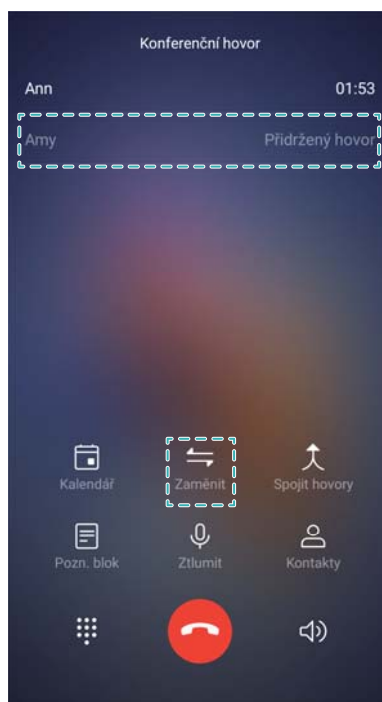 Konferenční hovor
Ann 01:53
Amy Přidržený hovor
Kalendář Zaměnit Spojit hovory
Pozn. blok Ztlumit Kontakty